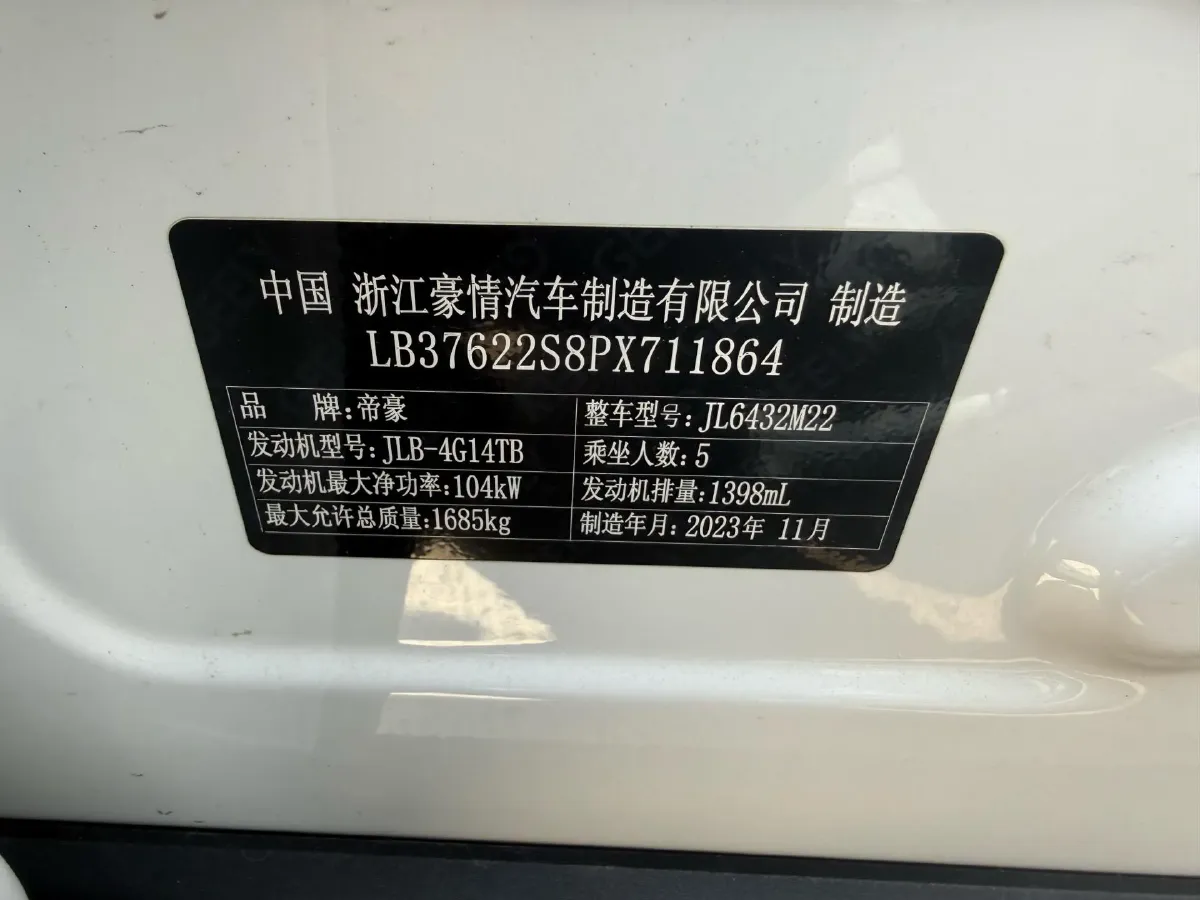 中国 浙江豪情汽车制造有限公司 制造
LB37622S8PX711864
品 牌:帝豪 整车型号:JL6432M22
发动机型号:JLB-4G14TB 乘坐人数:5
发动机最大净功率:104kW 发动机排量:1398mL
最大允许总质量:1685kg 制造年月:2023年 11月